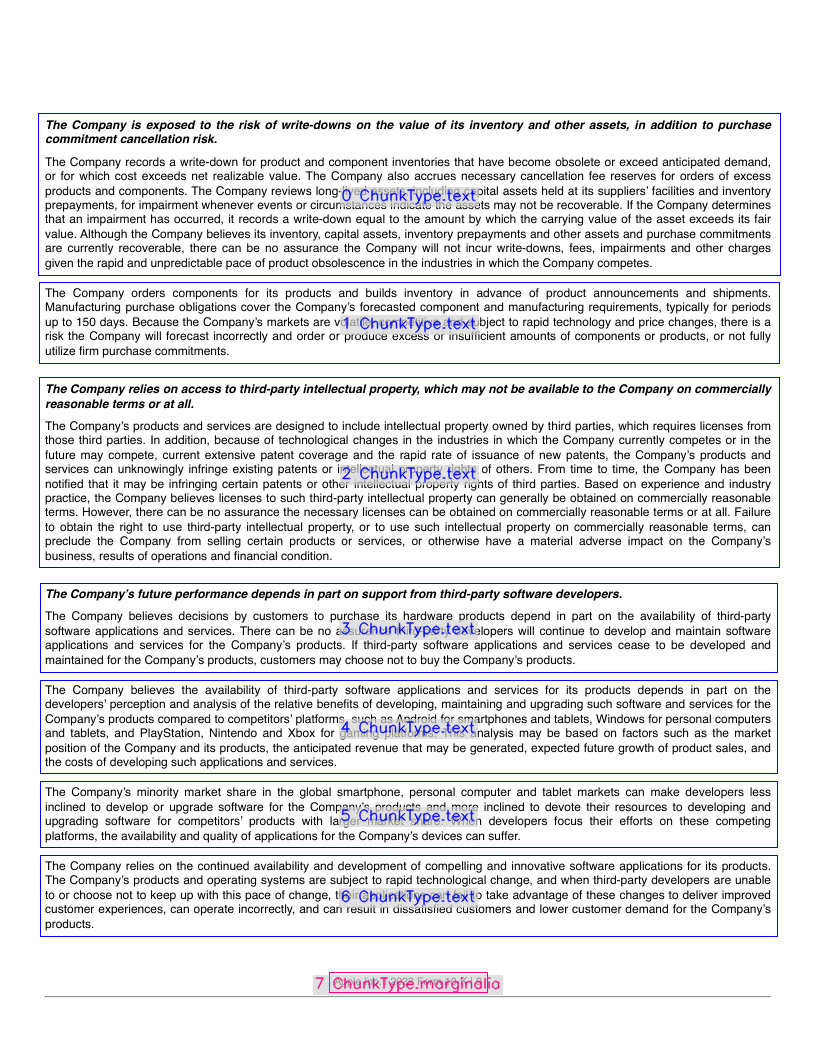 The Company is exposed to the risk of write-downs on the value of its inventory and other assets, in addition to purchase
commitment cancellation risk.
The Company records a write-down for product and component inventories that have become obsolete or exceed anticipated demand,
or for which cost exceeds net realizable value. The Company also accrues necessary cancellation fee reserves for orders of excess
products and components. The Company reviews long-lived assets, including capital assets held at its suppliers' facilities and inventory
0 ChunkType.text
prepayments, for impairment whenever events or circumstances indicate the assets may not be recoverable. If the Company determines
that an impairment has occurred, it records a write-down equal to the amount by which the carrying value of the asset exceeds its fair
value. Although the Company believes its inventory, capital assets, inventory prepayments and other assets and purchase commitments
are currently recoverable, there can be no assurance the Company will not incur write-downs, fees, impairments and other charges
given the rapid and unpredictable pace of product obsolescence in the industries in which the Company competes.
The Company orders components for its products and builds inventory in advance of product announcements and shipments.
Manufacturing purchase obligations cover the Company's forecasted component and manufacturing requirements, typically for periods
up to 150 days. Because the Company's markets are subject to rapid technology and price changes, there is a
1 ChunkType.text
risk the Company will forecast incorrectly and order or produce excess or insufficient amounts of components or products, or not fully
utilize firm purchase commitments.
The Company relies on access to third-party intellectual property, which may not be available to the Company on commercially
reasonable terms or at all.
The Company's products and services are designed to include intellectual property owned by third parties, which requires licenses from
those third parties. In addition, because of technological changes in the industries in which the Company currently competes or in the
future may compete, current extensive patent coverage and the rapid rate of issuance of new patents, the Company's products and
services can unknowingly infringe existing patents or intellectual property rights of others. From time to time, the Company has been
2 ChunkType.text
notified that it may be infringing certain patents or other intellectual property rights of third parties. Based on experience and industry
practice, the Company believes licenses to such third-party intellectual property can generally be obtained on commercially reasonable
terms. However, there can be no assurance the necessary licenses can be obtained on commercially reasonable terms or at all. Failure
to obtain the right to use third-party intellectual property, or to use such intellectual property on commercially reasonable terms, can
preclude the Company from selling certain products or services, or otherwise have a material adverse impact on the Company's
business, results of operations and financial condition.
The Company's future performance depends in part on support from third-party software developers.
The Company believes decisions by customers to purchase its hardware products depend in part on the availability of third-party
software applications and services. There can be no developers will continue to develop and maintain software
3 ChunkType.text
applications and services for the Company's products. If third-party software applications and services cease to be developed and
maintained for the Company's products, customers may choose not to buy the Company's products.
The Company believes the availability of third-party software applications and services for its products depends in part on the
developers' perception and analysis of the relative benefits of developing, maintaining and upgrading such software and services for the
Company's products compared to competitors' platforms, such as Android for smartphones and tablets, Windows for personal computers
and tablets, and PlayStation, Nintendo and Xbox for gaming platforms. This analysis may be based on factors such as the market
4 ChunkType.text
position of the Company and its products, the anticipated revenue that may be generated, expected future growth of product sales, and
the costs of developing such applications and services.
The Company's minority market share in the global smartphone, personal computer and tablet markets can make developers less
inclined to develop or upgrade software for the Company's products and more inclined to devote their resources to developing and
upgrading software for competitors' products with larger market share. When developers focus their efforts on these competing
5 ChunkType.text
platforms, the availability and quality of applications for the Company's devices can suffer.
The Company relies on the continued availability and development of compelling and innovative software applications for its products.
The Company's products and operating systems are subject to rapid technological change, and when third-party developers are unable
to or choose not to keep up with this pace of change, to take advantage of these changes to deliver improved
6 ChunkType.text
customer experiences, can operate incorrectly, and can result in dissatisfied customers and lower customer demand for the Company's
products.
7 ChunkType.marginalia